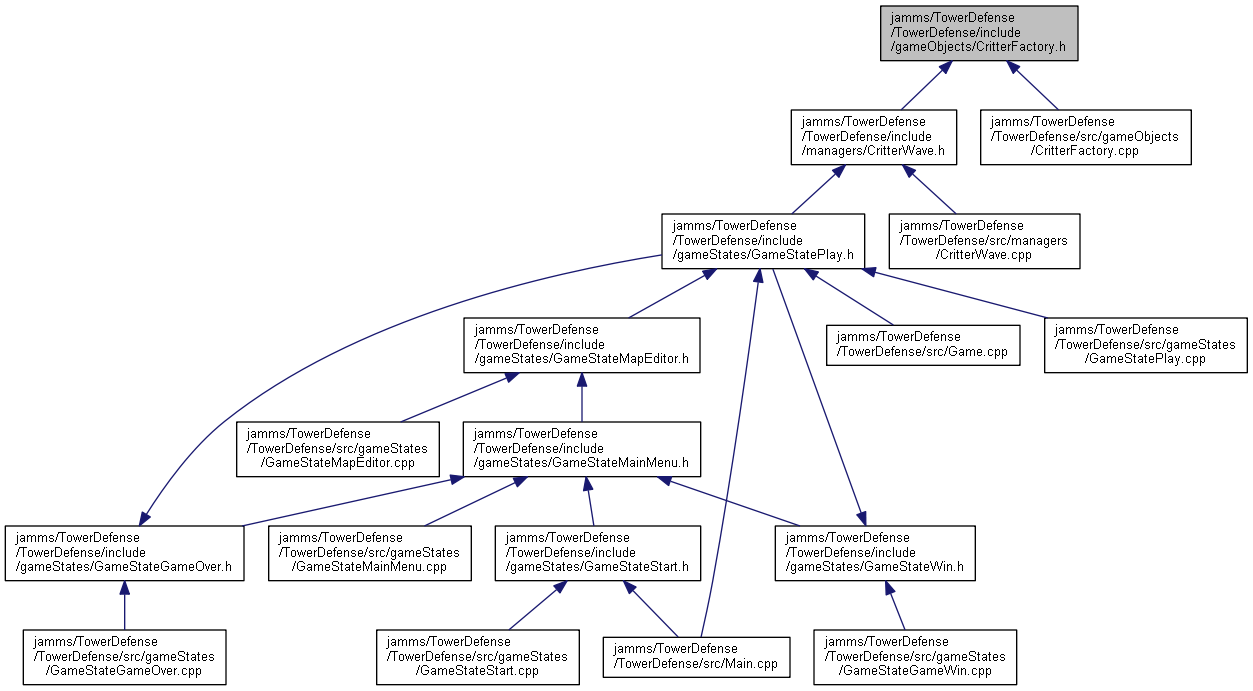 jamms/TowerDefense
/TowerDefense/include
/gameObjects/CritterFactory.h
jamms/TowerDefense
/TowerDefense/include
/managers/CritterWave.h
jamms/TowerDefense
/TowerDefense/src/gameObjects
/CritterFactory.cpp
jamms/TowerDefense
/TowerDefense/include
/gameStates/GameStatePlay.h
jamms/TowerDefense
/TowerDefense/src/managers
/CritterWave.cpp
jamms/TowerDefense
/TowerDefense/include
/gameStates/GameStateMapEditor.h
jamms/TowerDefense
/TowerDefense/src/Game.cpp
jamms/TowerDefense
/TowerDefense/src/gameStates
/GameStatePlay.cpp
jamms/TowerDefense
/TowerDefense/src/gameStates
/GameStateMapEditor.cpp
jamms/TowerDefense
/TowerDefense/include
/gameStates/GameStateMainMenu.h
jamms/TowerDefense
/TowerDefense/include
/gameStates/GameStateGameOver.h
jamms/TowerDefense
/TowerDefense/src/gameStates
/GameStateMainMenu.cpp
jamms/TowerDefense
/TowerDefense/include
/gameStates/GameStateStart.h
jamms/TowerDefense
/TowerDefense/include
/gameStates/GameStateWin.h
jamms/TowerDefense
/TowerDefense/src/gameStates
/GameStateGameOver.cpp
jamms/TowerDefense
/TowerDefense/src/gameStates
/GameStateStart.cpp
jamms/TowerDefense
/TowerDefense/src/Main.cpp
jamms/TowerDefense
/TowerDefense/src/gameStates
/GameStateGameWin.cpp